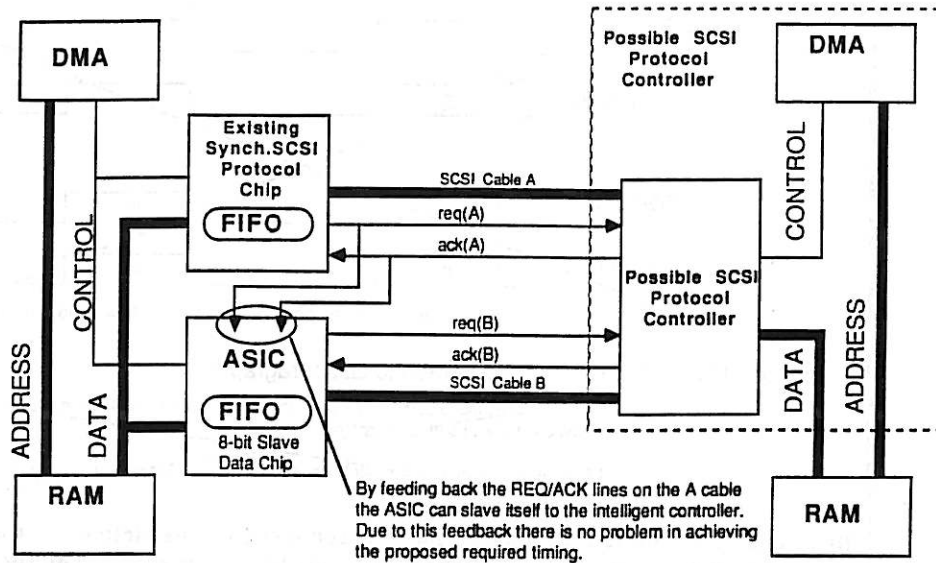 DMA
Existing
Synch.SCSI
Protocol
Chip
FIFO
CONTROL
ADDRESS
DATA
RAM
SCSI Cable A
req(A)
ack(A)
ASIC
req(B)
ack(B)
SCSI Cable B
FIFO
8-bit Slave
Data Chip
Possible SCSI
Protocol
Controller
DMA
CONTROL
Possible SCSI
Protocol
Controller
DATA
ADDRESS
RAM
By feeding back the REQ/ACK lines on the A cable
the ASIC can slave itself to the intelligent controller.
Due to this feedback there is no problem in achieving
the proposed required timing.